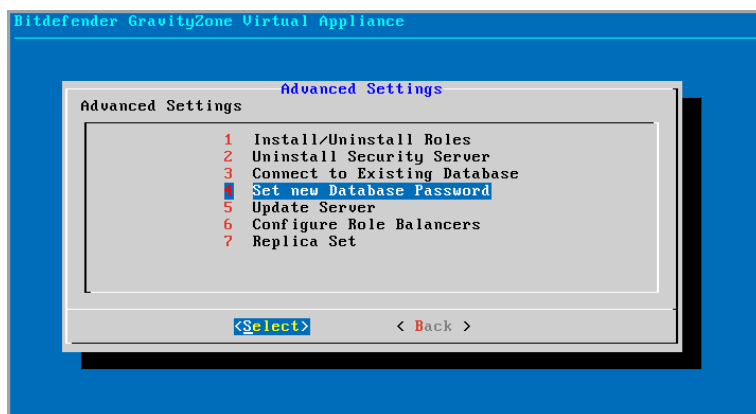 Bitdefender GravityZone Virtual Appliance
Advanced Settings
Advanced Settings
1 Install/Uninstall Roles
2 Uninstall Security Server
3 Connect to Existing Database
4 Set new Database Password
5 Update Server
6 Configure Role Balancers
7 Replica Set
<Select> < Back >